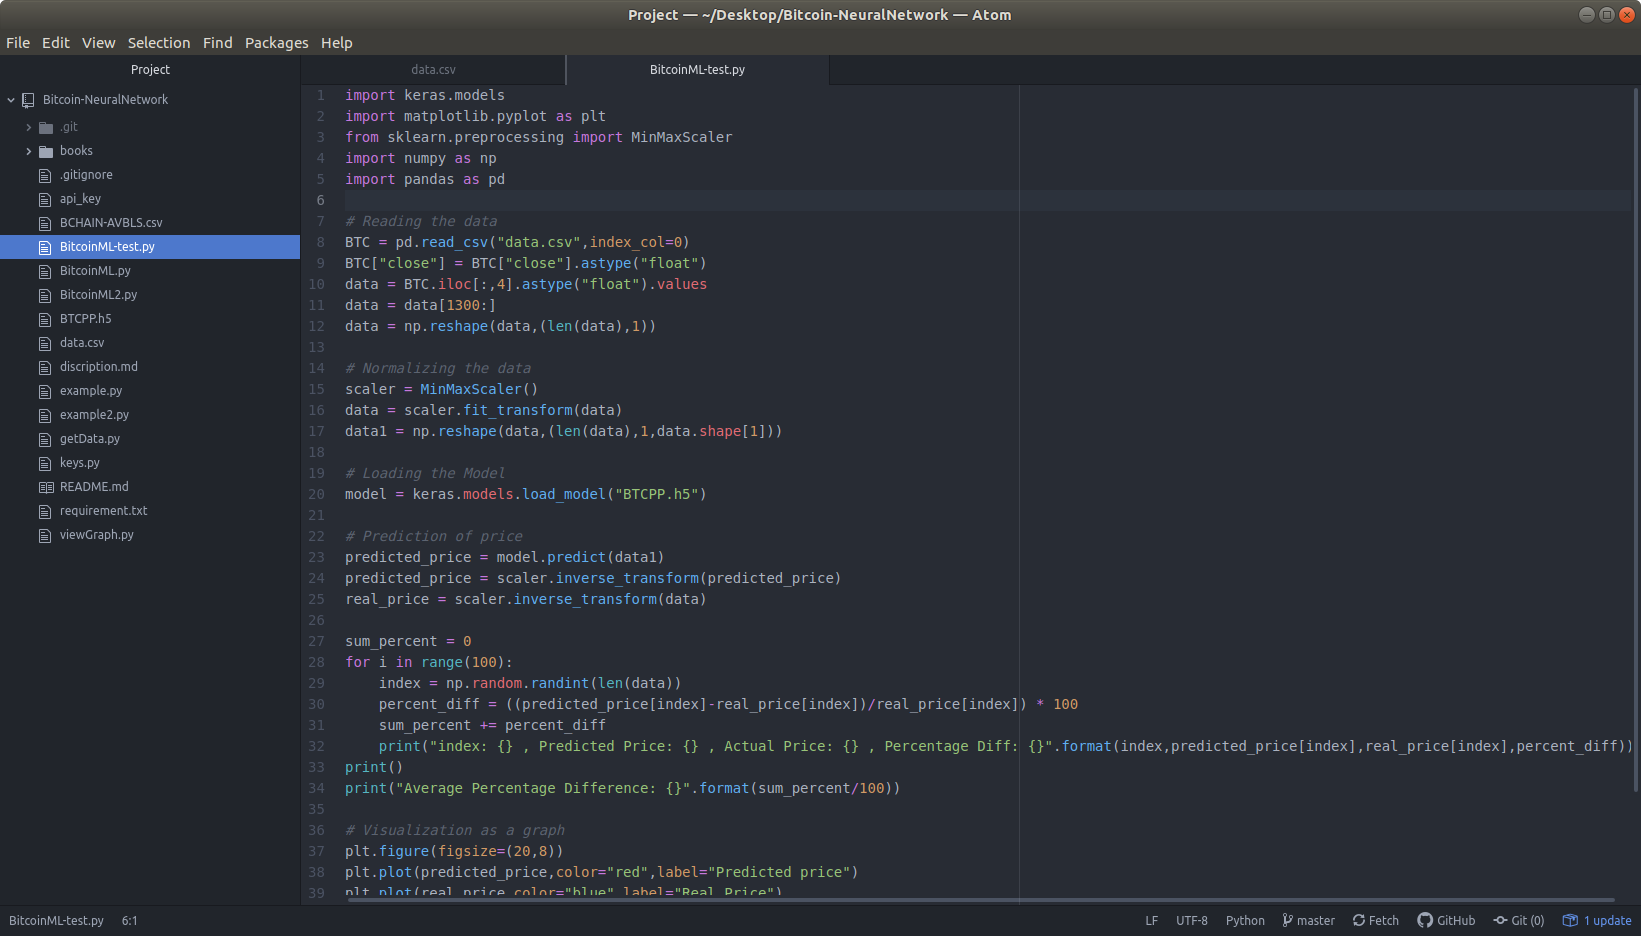 Project — ~/Desktop/Bitcoin-NeuralNetwork — Atom
File Edit View Selection Find Packages Help
Project
Bitcoin-NeuralNetwork
.git
books
.gitignore
api_key
BCHAIN-AVBLS.csv
BitcoinML-test.py
BitcoinML.py
BitcoinML2.py
BTCPP.h5
data.csv
discription.md
example.py
example2.py
getData.py
keys.py
README.md
requirement.txt
viewGraph.py
data.csv BitcoinML-test.py
1 import keras.models
2 import matplotlib.pyplot as plt
3 from sklearn.preprocessing import MinMaxScaler
4 import numpy as np
5 import pandas as pd
6
7 # Reading the data
8 BTC = pd.read_csv("data.csv",index_col=0)
9 BTC["close"] = BTC["close"].astype("float")
10 data = BTC.iloc[:,4].astype("float").values
11 data = data[1300:]
12 data = np.reshape(data,(len(data),1))
13
14 # Normalizing the data
15 scaler = MinMaxScaler()
16 data = scaler.fit_transform(data)
17 data1 = np.reshape(data,(len(data),1,data.shape[1]))
18
19 # Loading the Model
20 model = keras.models.load_model("BTCPP.h5")
21
22 # Prediction of price
23 predicted_price = model.predict(data1)
24 predicted_price = scaler.inverse_transform(predicted_price)
25 real_price = scaler.inverse_transform(data)
26
27 sum_percent = 0
28 for i in range(100):
29     index = np.random.randint(len(data))
30     percent_diff = ((predicted_price[index]-real_price[index])/real_price[index]) * 100
31     sum_percent += percent_diff
32     print("index: {} , Predicted Price: {} , Actual Price: {} , Percentage Diff: {}".format(index,predicted_price[index],real_price[index],percent_diff))
33 print()
34 print("Average Percentage Difference: {}".format(sum_percent/100))
35
36 # Visualization as a graph
37 plt.figure(figsize=(20,8))
38 plt.plot(predicted_price,color="red",label="Predicted price")
39 plt.plot(real_price,color="blue",label="Real Price")
BitcoinML-test.py 6:1 LF UTF-8 Python master Fetch GitHub Git (0) 1 update